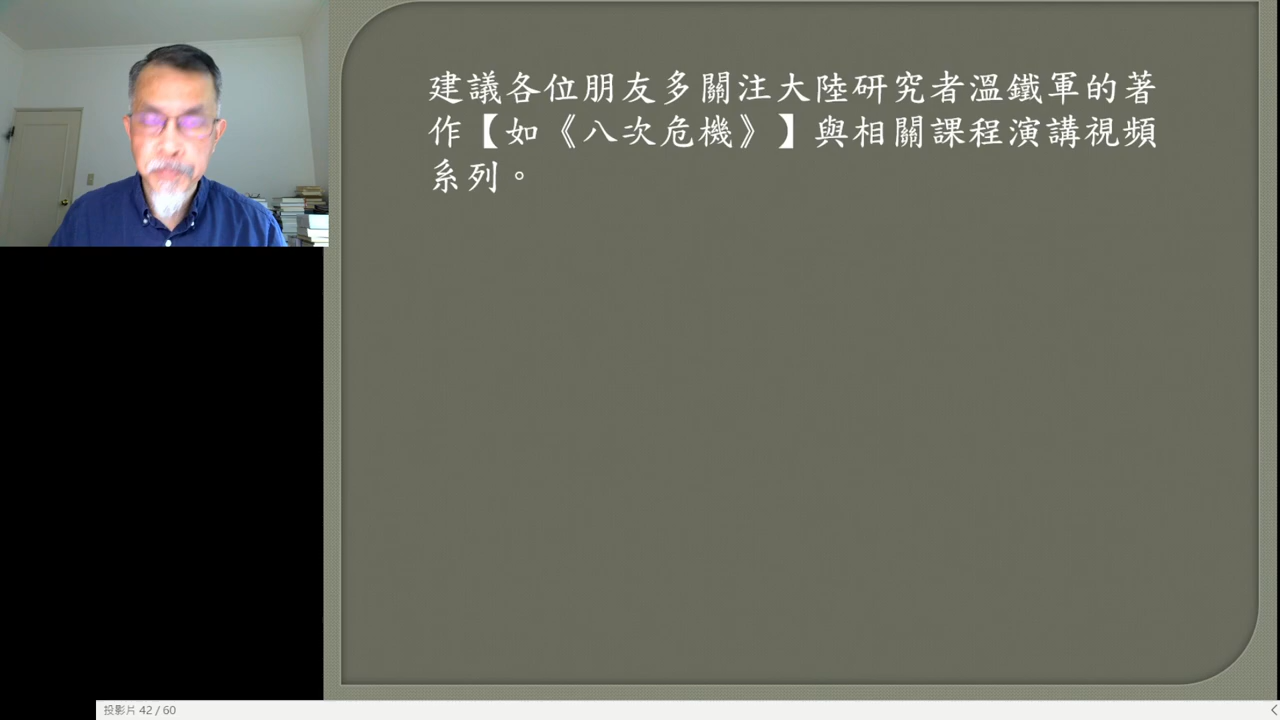 建議各位朋友多關注大陸研究者溫鐵軍的著
作【如《八次危機》】與相關課程演講視頻
系列。
投影片 42 / 60